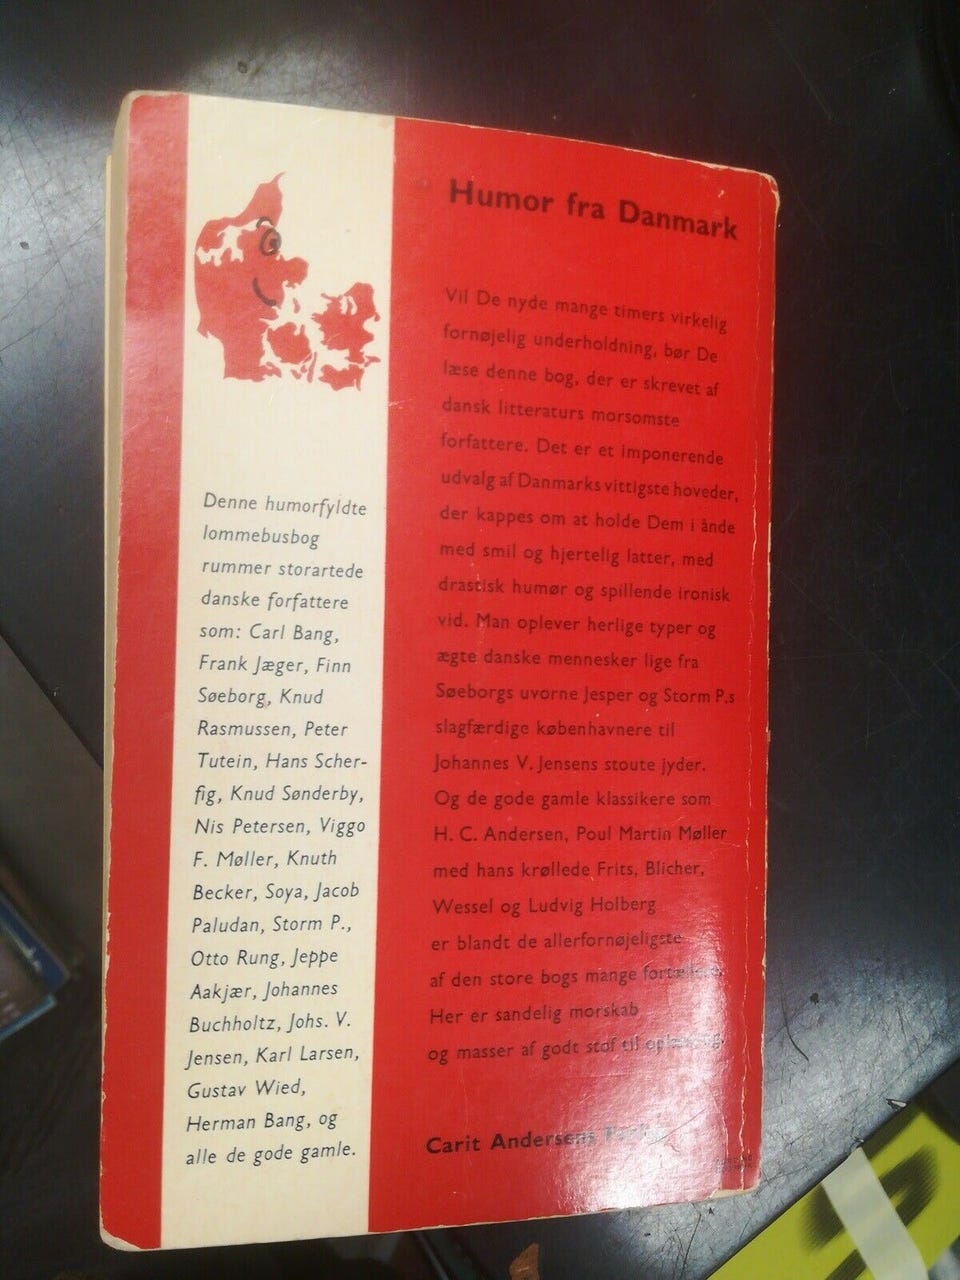 Humor fra Danmark
Vil De nyde mange timers virkelig
fornøjelig underholdning, bør De
læse denne bog, der er skrevet af
dansk litteraturs morsomste
forfattere. Det er et imponerende
udvalg af Danmarks vittigste hoveder,
der kappes om at holde Dem i ånde
med smil og hjertelig latter, med
drastisk humør og spillende ironisk
vid. Man oplever herlige typer og
ægte danske mennesker lige fra
Søeborgs uvorne Jesper og Storm P.s
slagfærdige københavnere til
Johannes V. Jensens stoute jyder.
Og de gode gamle klassikere som
H. C. Andersen, Poul Martin Møller
med hans krøllede Frits, Blicher,
Wessel og Ludvig Holberg
er blandt de allerfornøjeligste
af den store bogs mange
Her er sandelig morskab
og masser af godt stof til oplæsning.
Carit Andersens Forlag
Denne humorfyldte
lommebusbog
rummer storartede
danske forfattere
som: Carl Bang,
Frank Jæger, Finn
Søeborg, Knud
Rasmussen, Peter
Tutein, Hans Scher-
fig, Knud Sønderby,
Nis Petersen, Viggo
F. Møller, Knuth
Becker, Soya, Jacob
Paludan, Storm P.,
Otto Rung, Jeppe
Aakjær, Johannes
Buchholtz, Johs. V.
Jensen, Karl Larsen,
Gustav Wied,
Herman Bang, og
alle de gode gamle.